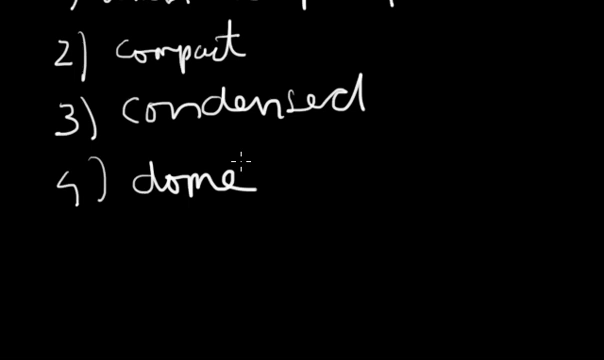 2) compact
3) condensed
4) dome